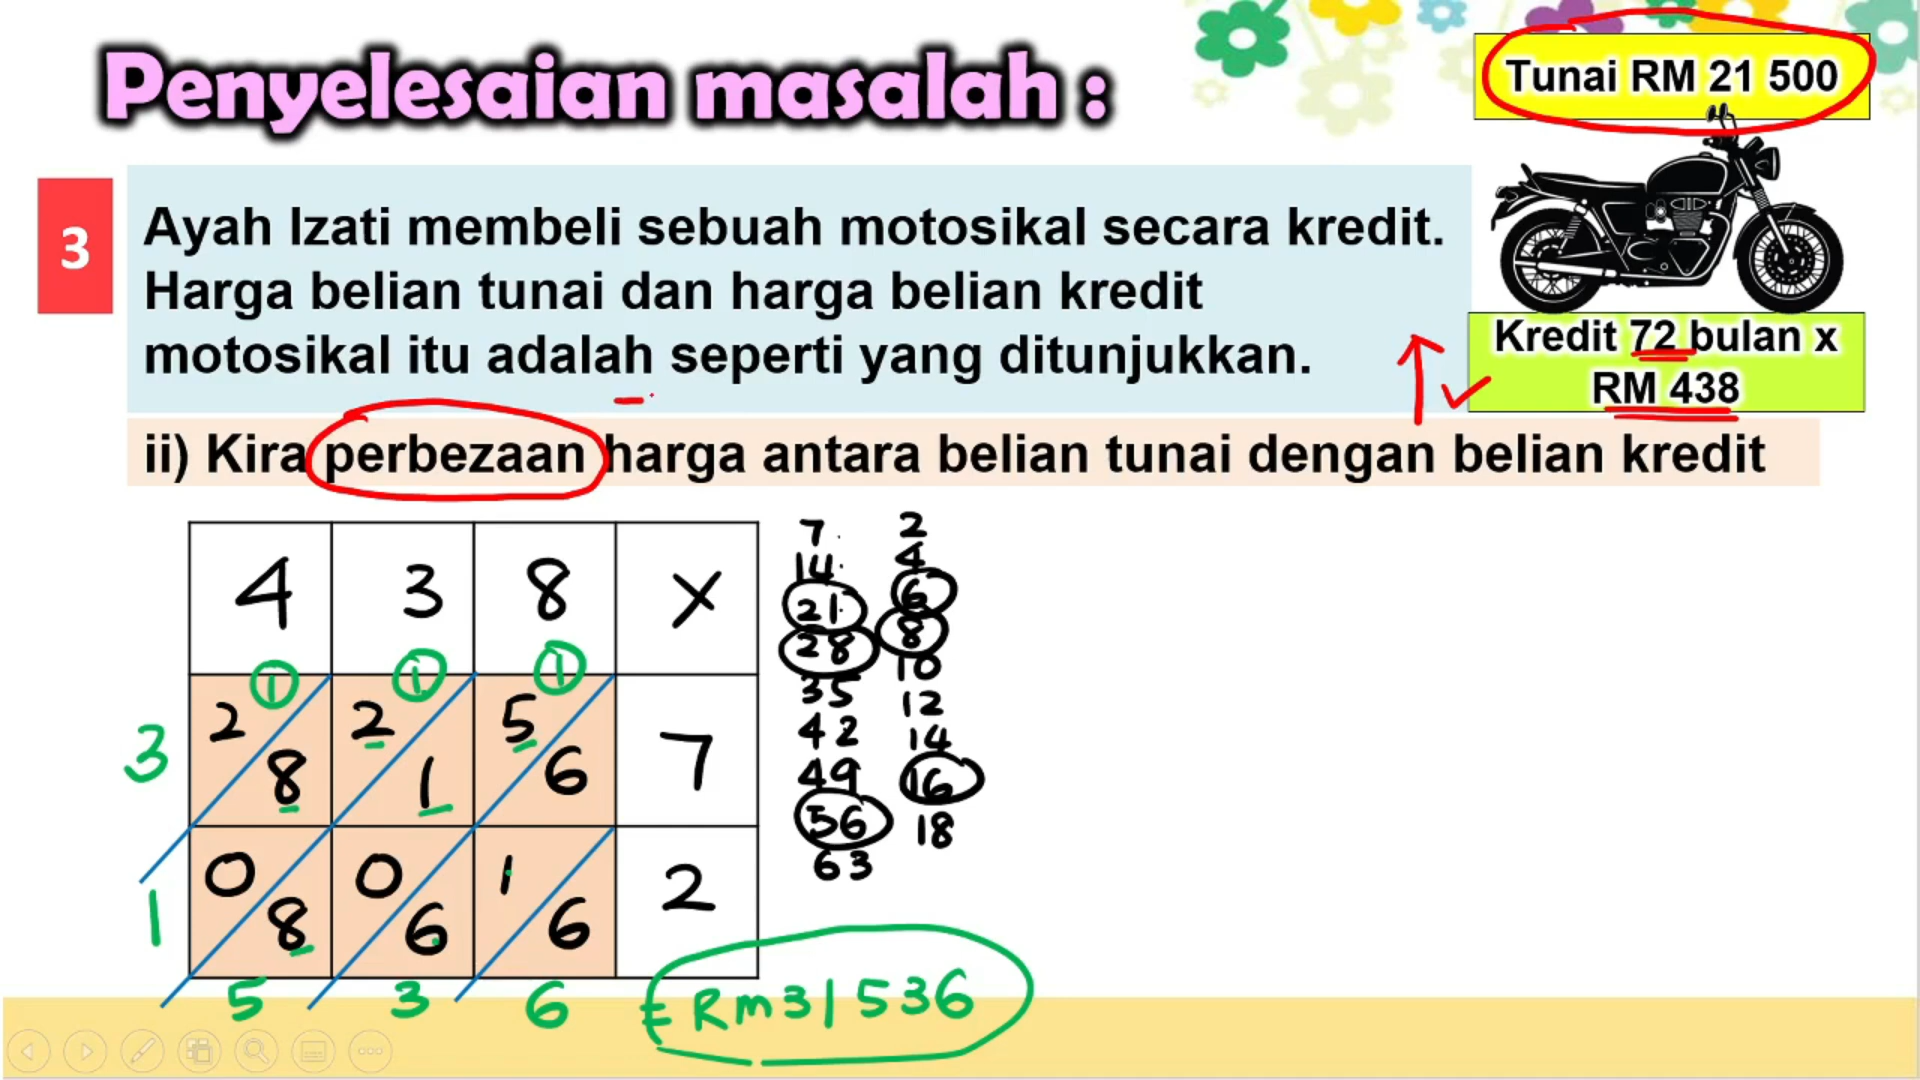 Penyelesaian masalah :
Tunai RM 21 500
3
Ayah Izati membeli sebuah motosikal secara kredit.
Harga belian tunai dan harga belian kredit
motosikal itu adalah seperti yang ditunjukkan.
Kredit 72 bulan x
RM 438
ii) Kira perbezaan harga antara belian tunai dengan belian kredit
4 3 8 X
1 1 1
3 2 8 2 1 5 6 7
1 0 8 0 6 1 6 2
5 3 6
7 2
14 4
21 6
28 8
35 10
42 12
49 14
56 16
63 18
= Rm31536